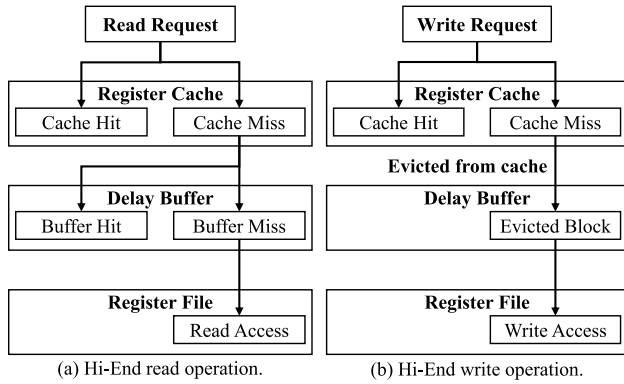 Read Request
Register Cache
Cache Hit
Cache Miss
Delay Buffer
Buffer Hit
Buffer Miss
Register File
Read Access
(a) Hi-End read operation.
Write Request
Register Cache
Cache Hit
Cache Miss
Evicted from cache
Delay Buffer
Evicted Block
Register File
Write Access
(b) Hi-End write operation.